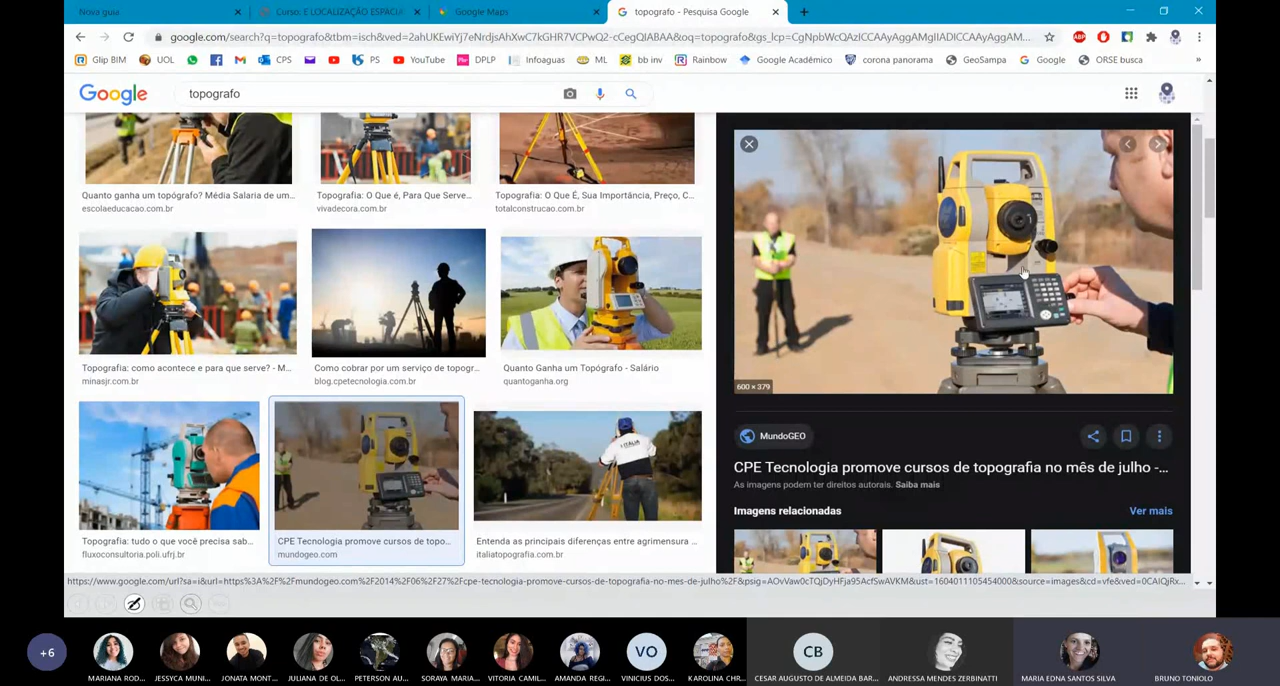 Nova guia
Curso: E LOCALIZAÇÃO ESPACIA
Google Maps
topografo - Pesquisa Google
google.com/search?q=topografo&tbm=isch&ved=2ahUKEwiYj7eNrdjsAhXwC7kGHR7VCPwQ2-cCegQIABAA&oq=topografo&gs_lcp=CgNpbWcQAzICCAAyAggAMgIIADICCAAyAggAM...
Glip BIM
UOL
CPS
PS
YouTube
DPLP
Infoaguas
ML
bb inv
Rainbow
Google Acadêmico
corona panorama
GeoSampa
Google
ORSE busca
Google
topografo
Quanto ganha um topógrafo? Média Salaria de um...
escolaeducacao.com.br
Topografia: O Que é, Para Que Serve...
vivadecora.com.br
Topografia: O Que É, Sua Importância, Preço, C...
totalconstrucao.com.br
Topografia: como acontece e para que serve? - M...
minasjr.com.br
Como cobrar por um serviço de topogr...
blog.cpetecnologia.com.br
Quanto Ganha um Topógrafo - Salário
quantoganha.org
ITALIA
Topografia: tudo o que você precisa sab...
fluxoconsultoria.poli.ufrj.br
CPE Tecnologia promove cursos de topo...
mundogeo.com
Entenda as principais diferenças entre agrimensura ...
italiatopografia.com.br
600 × 379
MundoGEO
CPE Tecnologia promove cursos de topografia no mês de julho -...
As imagens podem ter direitos autorais. Saiba mais
Imagens relacionadas
Ver mais
+6
MARIANA ROD...
JESSYCA MUNI...
JONATA MONT...
JULIANA DE OL...
PETERSON AU...
SORAYA MARIA...
VITORIA CAMIL...
AMANDA REGI...
VO
VINICIUS DOS...
KAROLINA CHR...
CB
CESAR AUGUSTO DE ALMEIDA BAR...
ANDRESSA MENDES ZERBINATTI
MARIA EDNA SANTOS SILVA
BRUNO TONIOLO